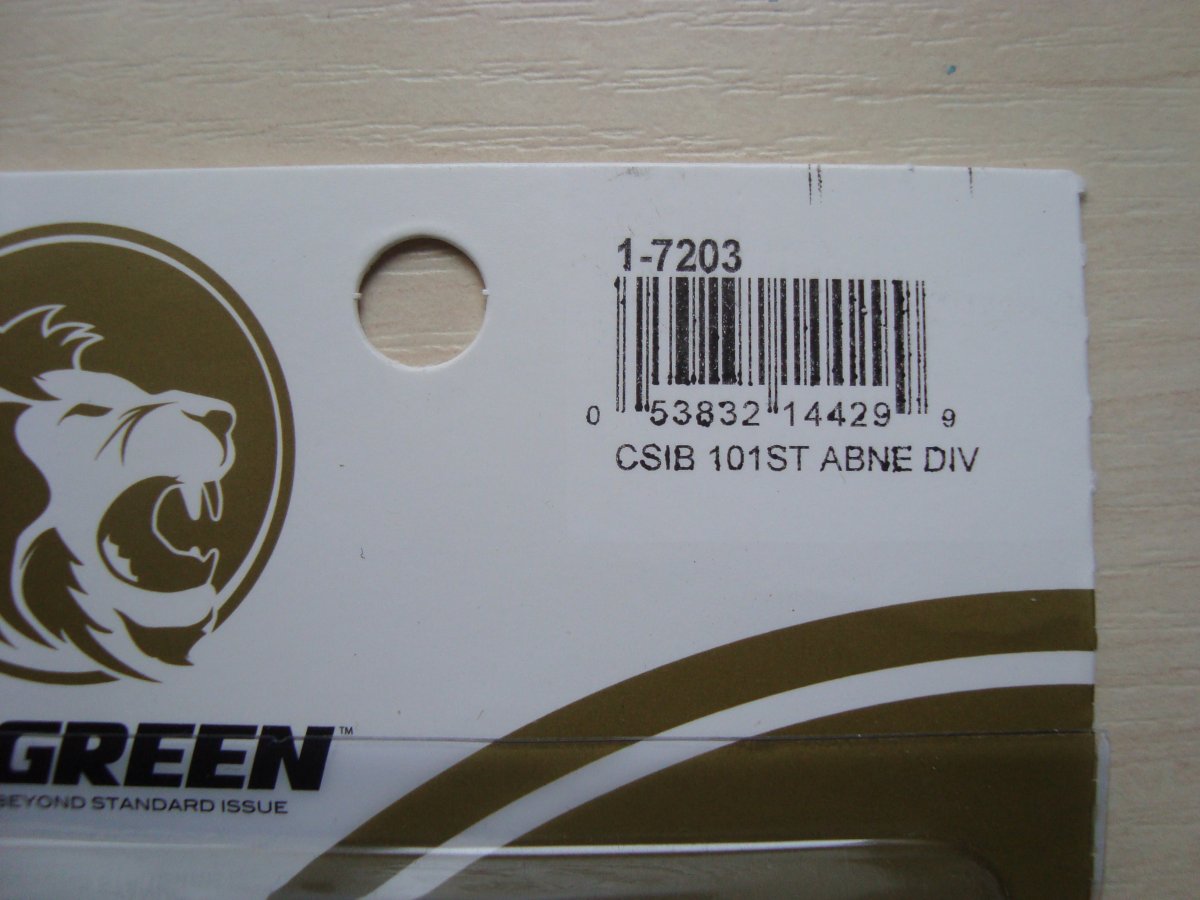 1-7203
0 53832 14429 9
CSIB 101ST ABNE DIV
GREEN™
BEYOND STANDARD ISSUE